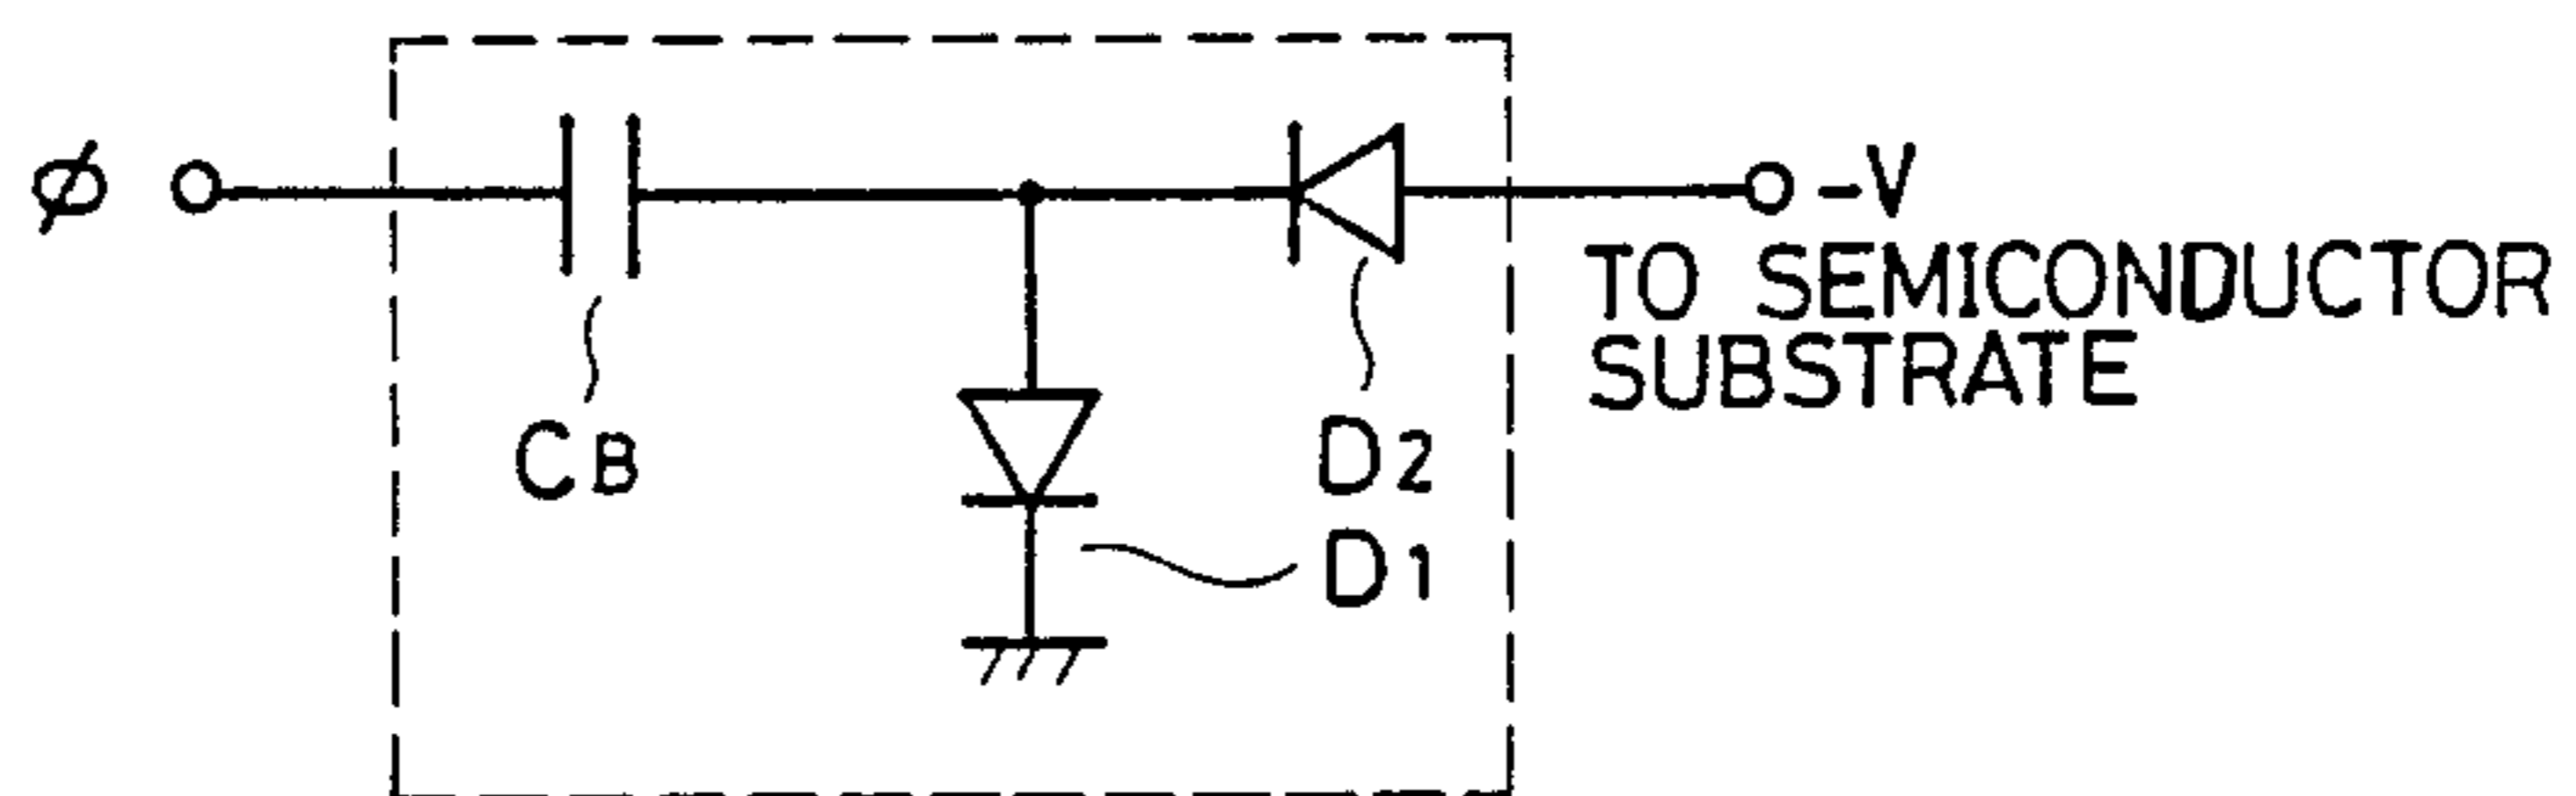 ϕ
-V
TO SEMICONDUCTOR
SUBSTRATE
CB
D2
D1